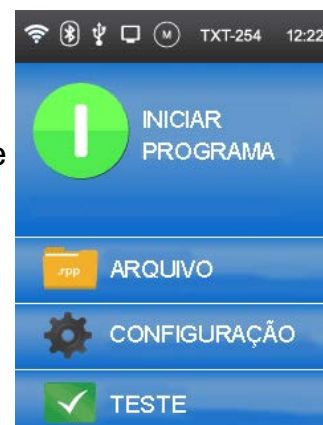 M TXT-254 12:22
INICIAR
PROGRAMA
e
.rpp ARQUIVO
CONFIGURAÇÃO
TESTE